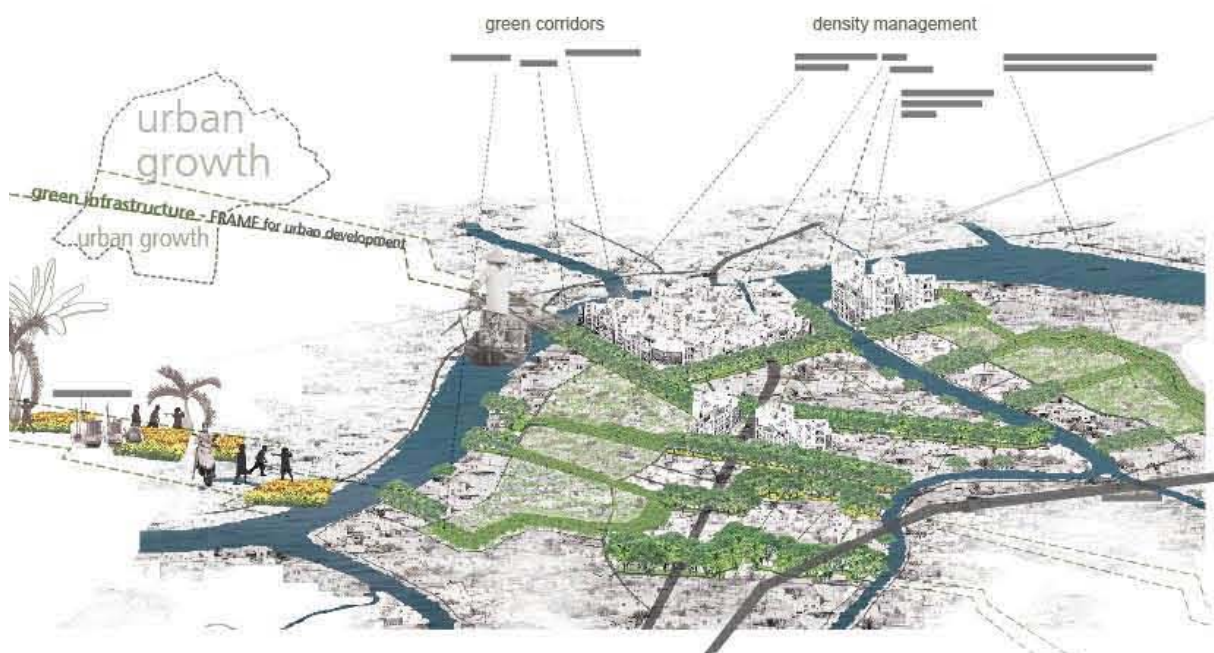 green corridors
density management
urban
growth
green infrastructure - FRAME for urban development
urban growth